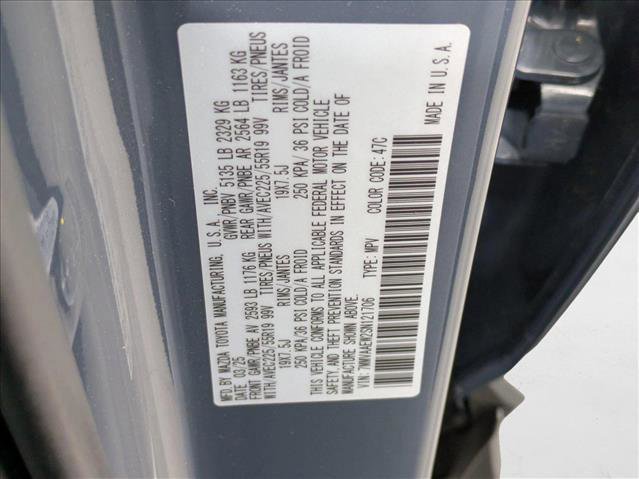 MFD. BY MAZDA TOYOTA MANUFACTURING, U.S.A., INC.
DATE 03/25 GVWR/PNBV 5135 LB 2329 KG
FRONT GAWR/PNBE AV 2593 LB 1176 KG REAR GAWR/PNBE AR 2564 LB 1163 KG
WITH/AVEC225/55R19 99V TIRES/PNEUS WITH/AVEC225/55R19 99V TIRES/PNEUS
19X7.5J RIMS/JANTES 19X7.5J RIMS/JANTES
250 KPA/36 PSI COLD/A FROID 250 KPA/36 PSI COLD/A FROID
THIS VEHICLE CONFORMS TO ALL APPLICABLE FEDERAL MOTOR VEHICLE
SAFETY, AND THEFT PREVENTION STANDARDS IN EFFECT ON THE DATE OF
MANUFACTURE SHOWN ABOVE.
VIN: 7MMVAAEW2SN121706 TYPE: MPV COLOR CODE: 47C
MADE IN U.S.A.